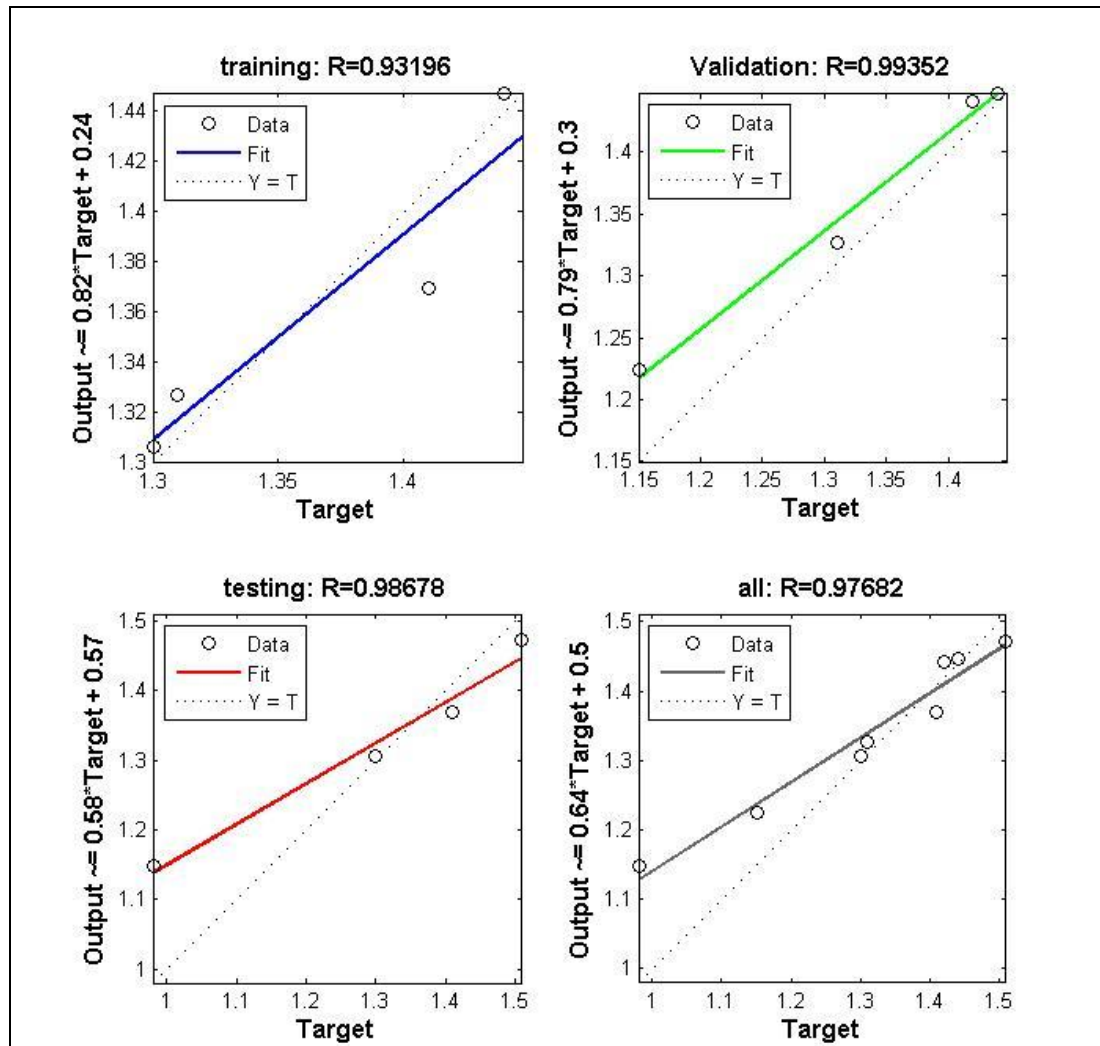 training: R=0.93196
Output ~= 0.82*Target + 0.24
1.44
1.42
1.4
1.38
1.36
1.34
1.32
1.3
Data
Fit
Y = T
1.3
1.35
1.4
Target
Validation: R=0.99352
Output ~= 0.79*Target + 0.3
1.4
1.35
1.3
1.25
1.2
1.15
Data
Fit
Y = T
1.15
1.2
1.25
1.3
1.35
1.4
Target
testing: R=0.98678
Output ~= 0.58*Target + 0.57
1.5
1.4
1.3
1.2
1.1
1
Data
Fit
Y = T
1
1.1
1.2
1.3
1.4
1.5
Target
all: R=0.97682
Output ~= 0.64*Target + 0.5
1.5
1.4
1.3
1.2
1.1
1
Data
Fit
Y = T
1
1.1
1.2
1.3
1.4
1.5
Target